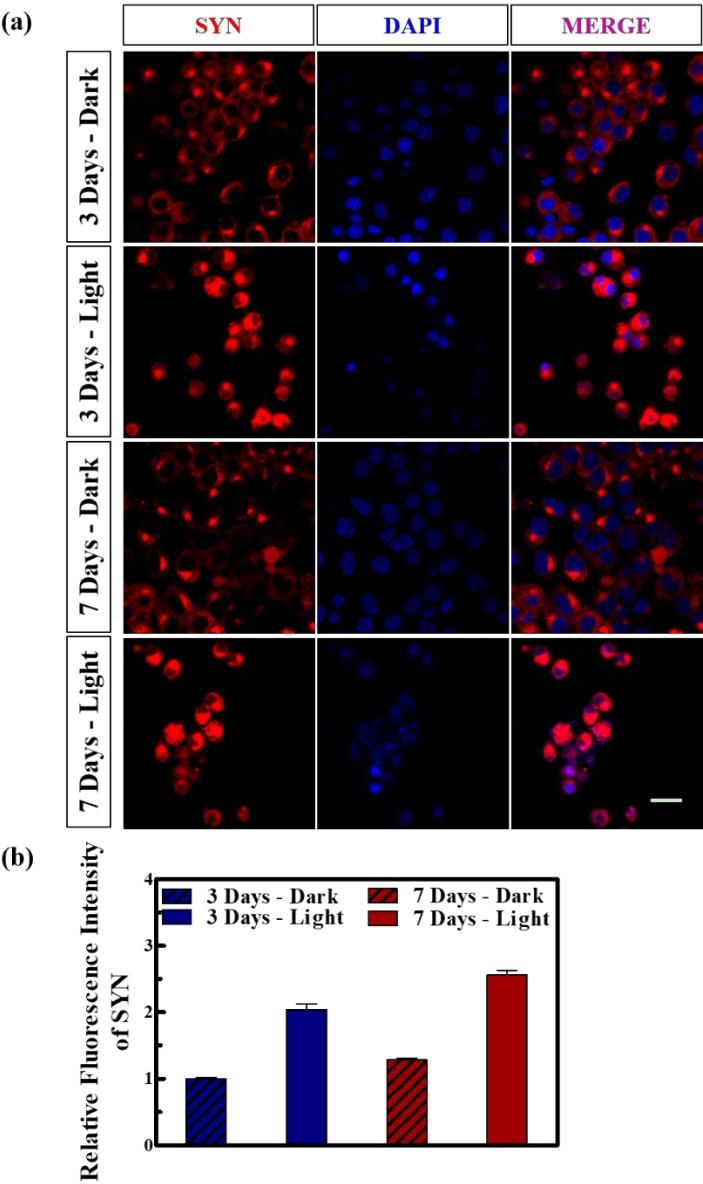 (a)
SYN DAPI MERGE
3 Days - Dark
3 Days - Light
7 Days - Dark
7 Days - Light
(b)
Relative Fluorescence Intensity
of SYN
4
3
2
1
0
3 Days - Dark 7 Days - Dark
3 Days - Light 7 Days - Light